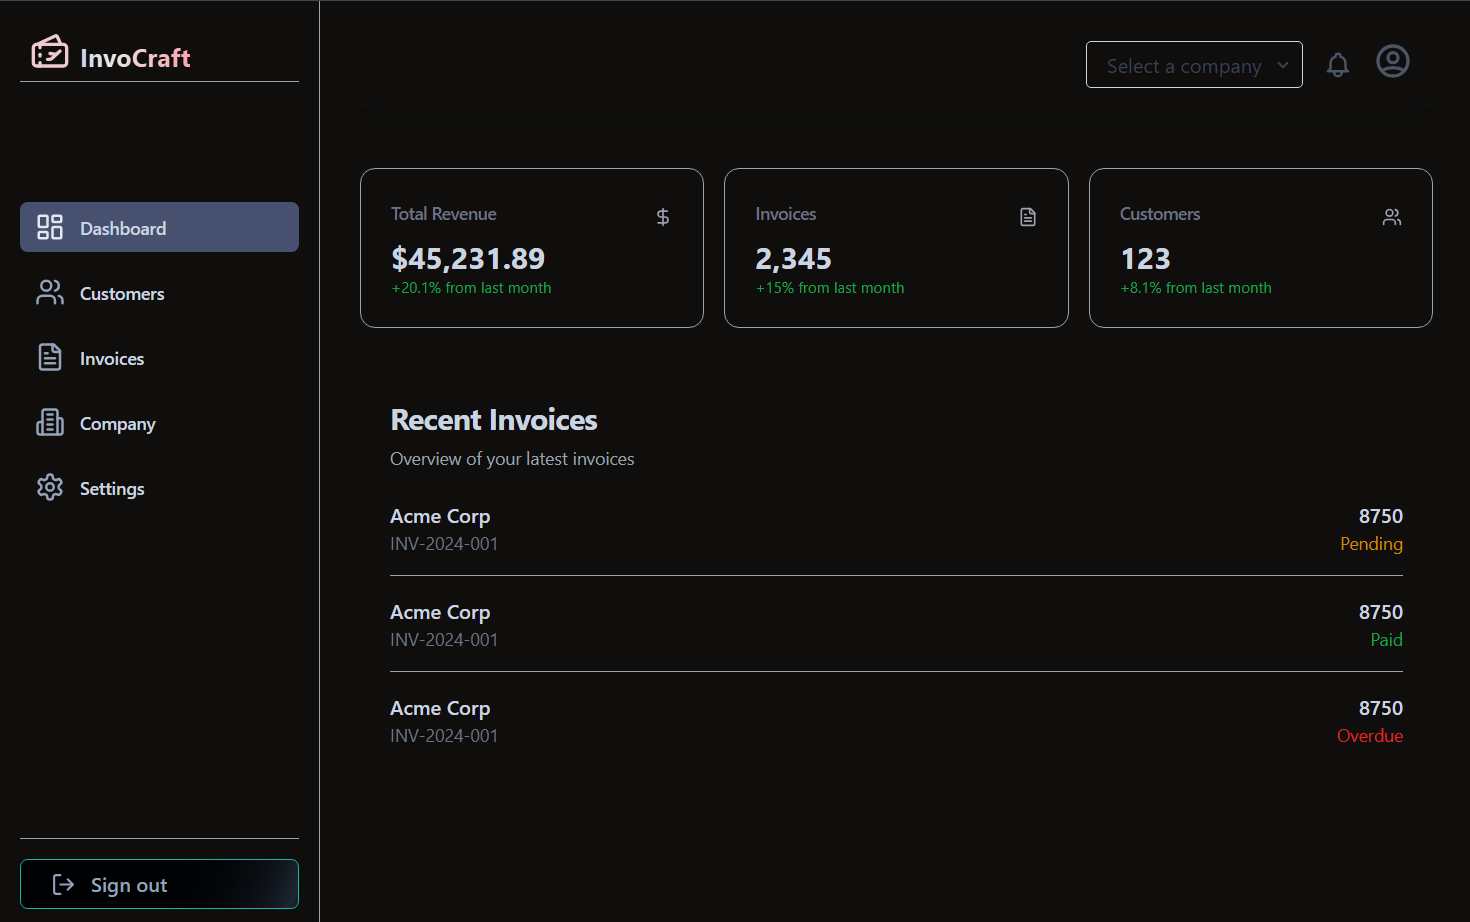 InvoCraft
Select a company
Dashboard
Customers
Invoices
Company
Settings
Sign out
Total Revenue
$
$45,231.89
+20.1% from last month
Invoices
2,345
+15% from last month
Customers
123
+8.1% from last month
Recent Invoices
Overview of your latest invoices
Acme Corp 8750
INV-2024-001 Pending
Acme Corp 8750
INV-2024-001 Paid
Acme Corp 8750
INV-2024-001 Overdue